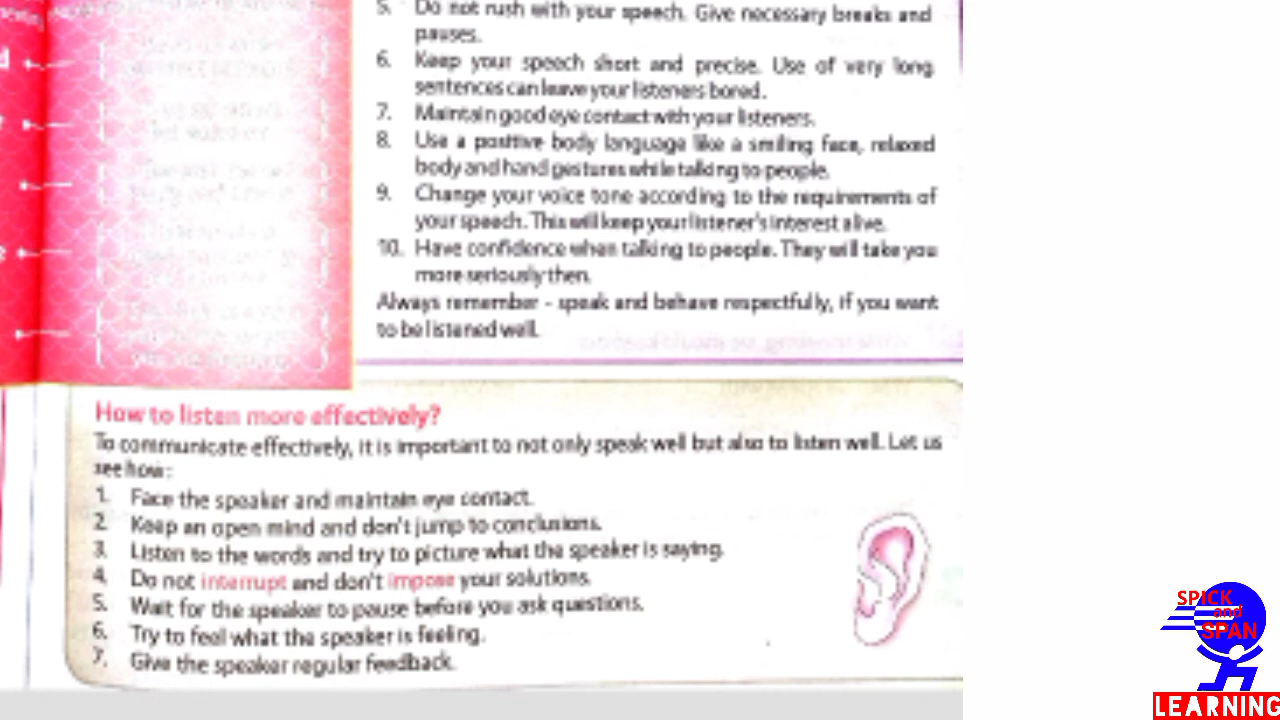 5. Do not rush with your speech. Give necessary breaks and
pauses.
6. Keep your speech short and precise. Use of very long
sentences can leave your listeners bored.
7. Maintain good eye contact with your listeners.
8. Use a positive body language like a smiling face, relaxed
body and hand gestures while talking to people.
9. Change your voice tone according to the requirements of
your speech. This will keep your listener's interest alive.
10. Have confidence when talking to people. They will take you
more seriously then.
Always remember - speak and behave respectfully, if you want
to be listened well.
How to listen more effectively?
To communicate effectively, it is important to not only speak well but also to listen well. Let us
see how:
1. Face the speaker and maintain eye contact.
2. Keep an open mind and don't jump to conclusions.
3. Listen to the words and try to picture what the speaker is saying.
4. Do not interrupt and don't impose your solutions.
5. Wait for the speaker to pause before you ask questions.
6. Try to feel what the speaker is feeling.
7. Give the speaker regular feedback.
SPICK
and
SPAN
LEARNING